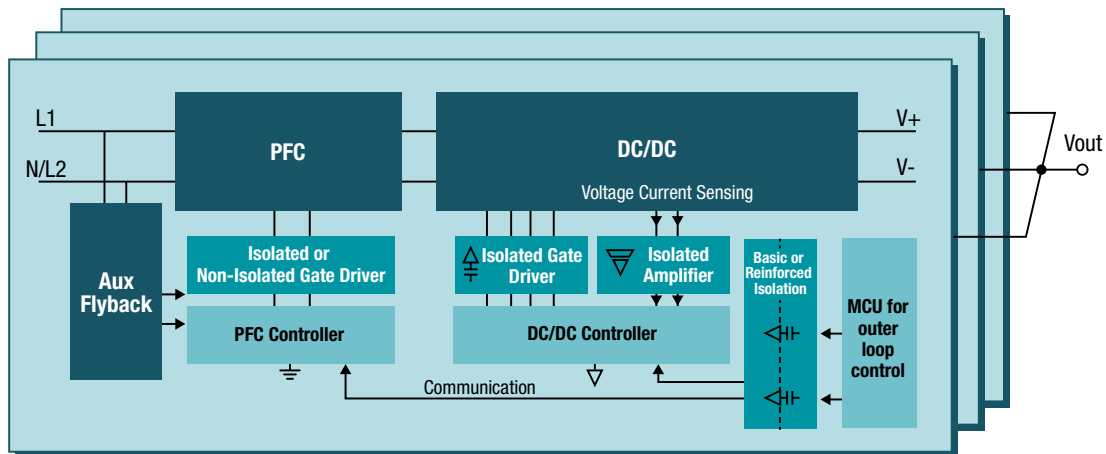 L1
N/L2
PFC
DC/DC
Voltage Current Sensing
V+
V-
Vout
Aux
Flyback
Isolated or
Non-Isolated Gate Driver
Isolated Gate
Driver
Isolated
Amplifier
Basic or
Reinforced
Isolation
MCU for
outer
loop
control
PFC Controller
DC/DC Controller
Communication